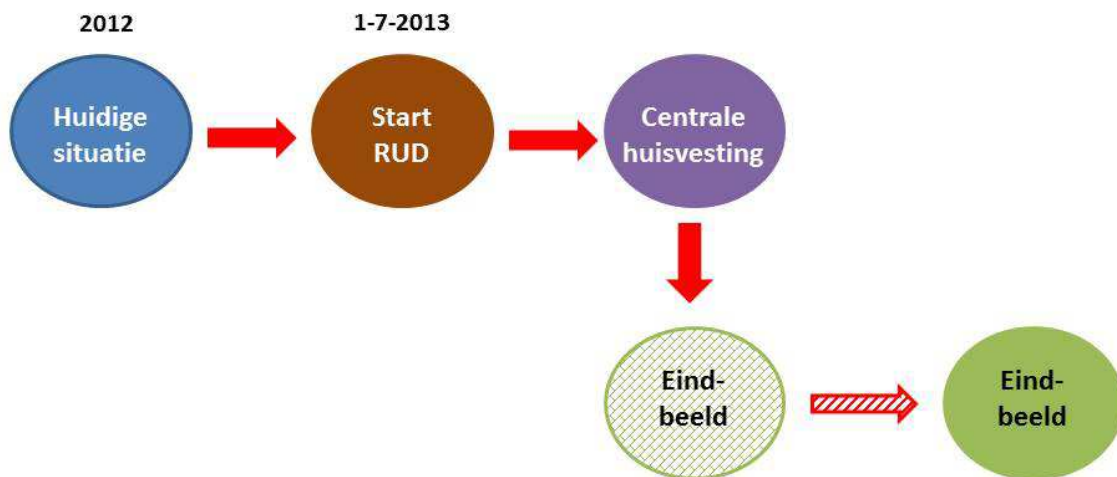 2012
1-7-2013
Huidige
situatie
Start
RUD
Centrale
huisvesting
Eind-
beeld
Eind-
beeld